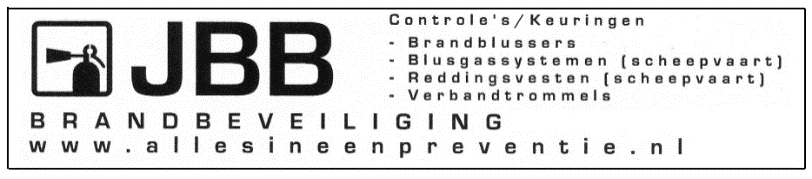 JBB
BRANDBEVEILIGING
www.allesineenpreventie.nl
Controle's/Keuringen
- Brandblussers
- Blusgassystemen (scheepvaart)
- Reddingsvesten (scheepvaart)
- Verbandtrommels